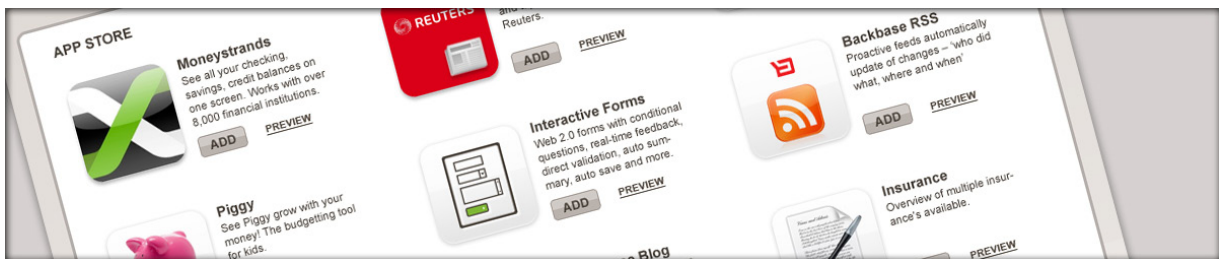 APP STORE
Moneystrands
See all your checking,
savings, credit balances on
one screen. Works with over
8,000 financial institutions.
ADD
PREVIEW
Piggy
See Piggy grow with your
money! The budgetting tool
for kids.
REUTERS
Reuters.
ADD
PREVIEW
Interactive Forms
Web 2.0 forms with conditional
questions, real-time feedback,
direct validation, auto sum-
mary, auto save and more.
ADD
PREVIEW
Blog
Backbase RSS
Proactive feeds automatically
update of changes – 'who did
what, where and when'
ADD
PREVIEW
Insurance
Overview of multiple insur-
ance's available.
ADD
PREVIEW